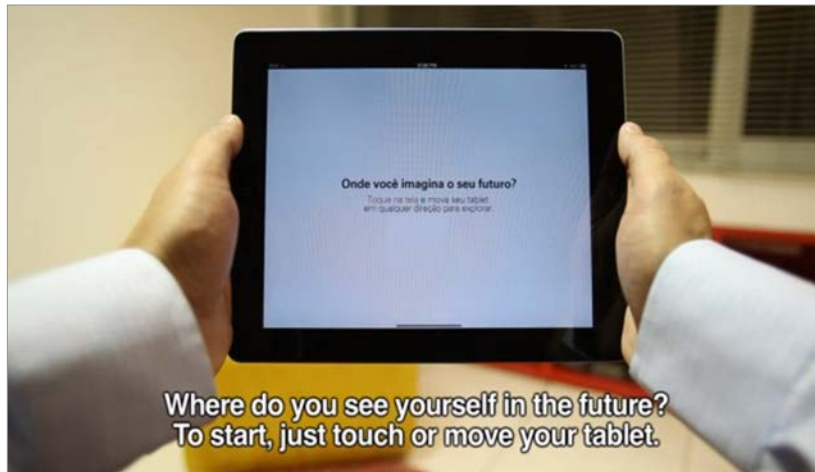 Onde você imagina o seu futuro?
Toque na tela e mova seu tablet
em qualquer direção para explorar.
Where do you see yourself in the future?
To start, just touch or move your tablet.